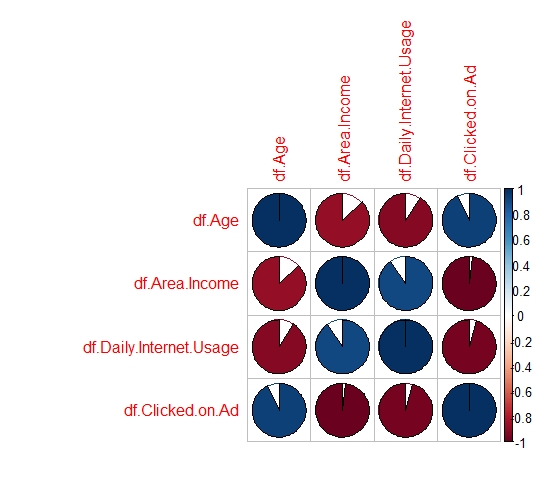 df.Age
df.Area.Income
df.Daily.Internet.Usage
df.Clicked.on.Ad
df.Age
df.Area.Income
df.Daily.Internet.Usage
df.Clicked.on.Ad
1
0.8
0.6
0.4
0.2
0
-0.2
-0.4
-0.6
-0.8
-1